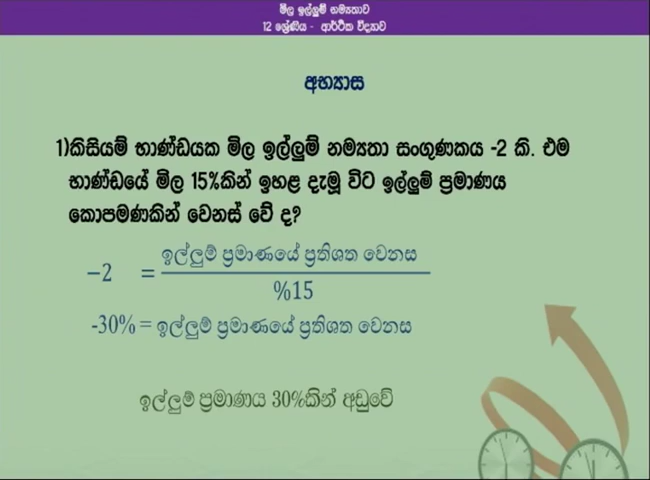 මිල ඉල්ලුම් නම්‍යතාව
12 ශ්‍රේණිය - ආර්ථික විද්‍යාව
අභ්‍යාස
1)කිසියම් භාණ්ඩයක මිල ඉල්ලුම් නම්‍යතා සංගුණකය -2 කි. එම
භාණ්ඩයේ මිල 15%කින් ඉහළ දැමූ විට ඉල්ලුම් ප්‍රමාණය
කොපමණකින් වෙනස් වේ ද?
ඉල්ලුම් ප්‍රමාණයේ ප්‍රතිශත වෙනස
−2 =
%15
-30% = ඉල්ලුම් ප්‍රමාණයේ ප්‍රතිශත වෙනස
ඉල්ලුම් ප්‍රමාණය 30%කින් අඩුවේ